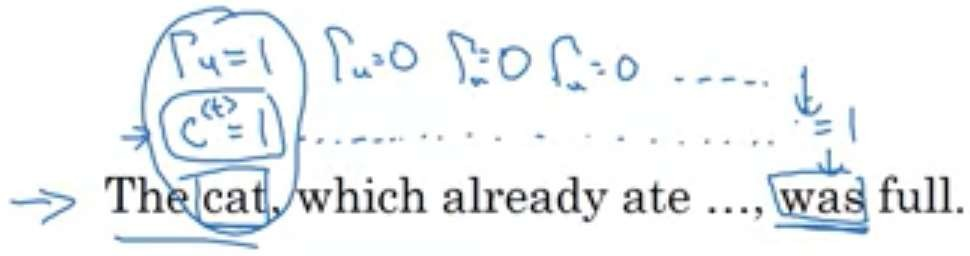 Γu = 1 Γu = 0 Γu = 0 Γu = 0 ......
c<t> = 1 .................. = 1
The cat, which already ate ..., was full.